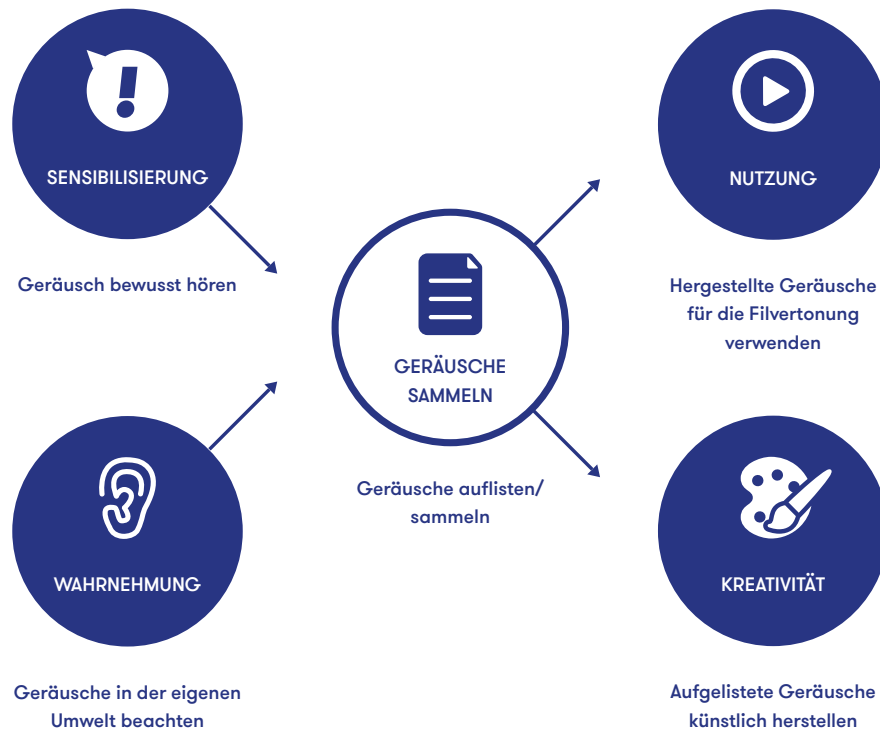 SENSIBILISIERUNG
Geräusch bewusst hören
WAHRNEHMUNG
Geräusche in der eigenen
Umwelt beachten
GERÄUSCHE
SAMMELN
Geräusche auflisten/
sammeln
NUTZUNG
Hergestellte Geräusche
für die Filvertonung
verwenden
KREATIVITÄT
Aufgelistete Geräusche
künstlich herstellen